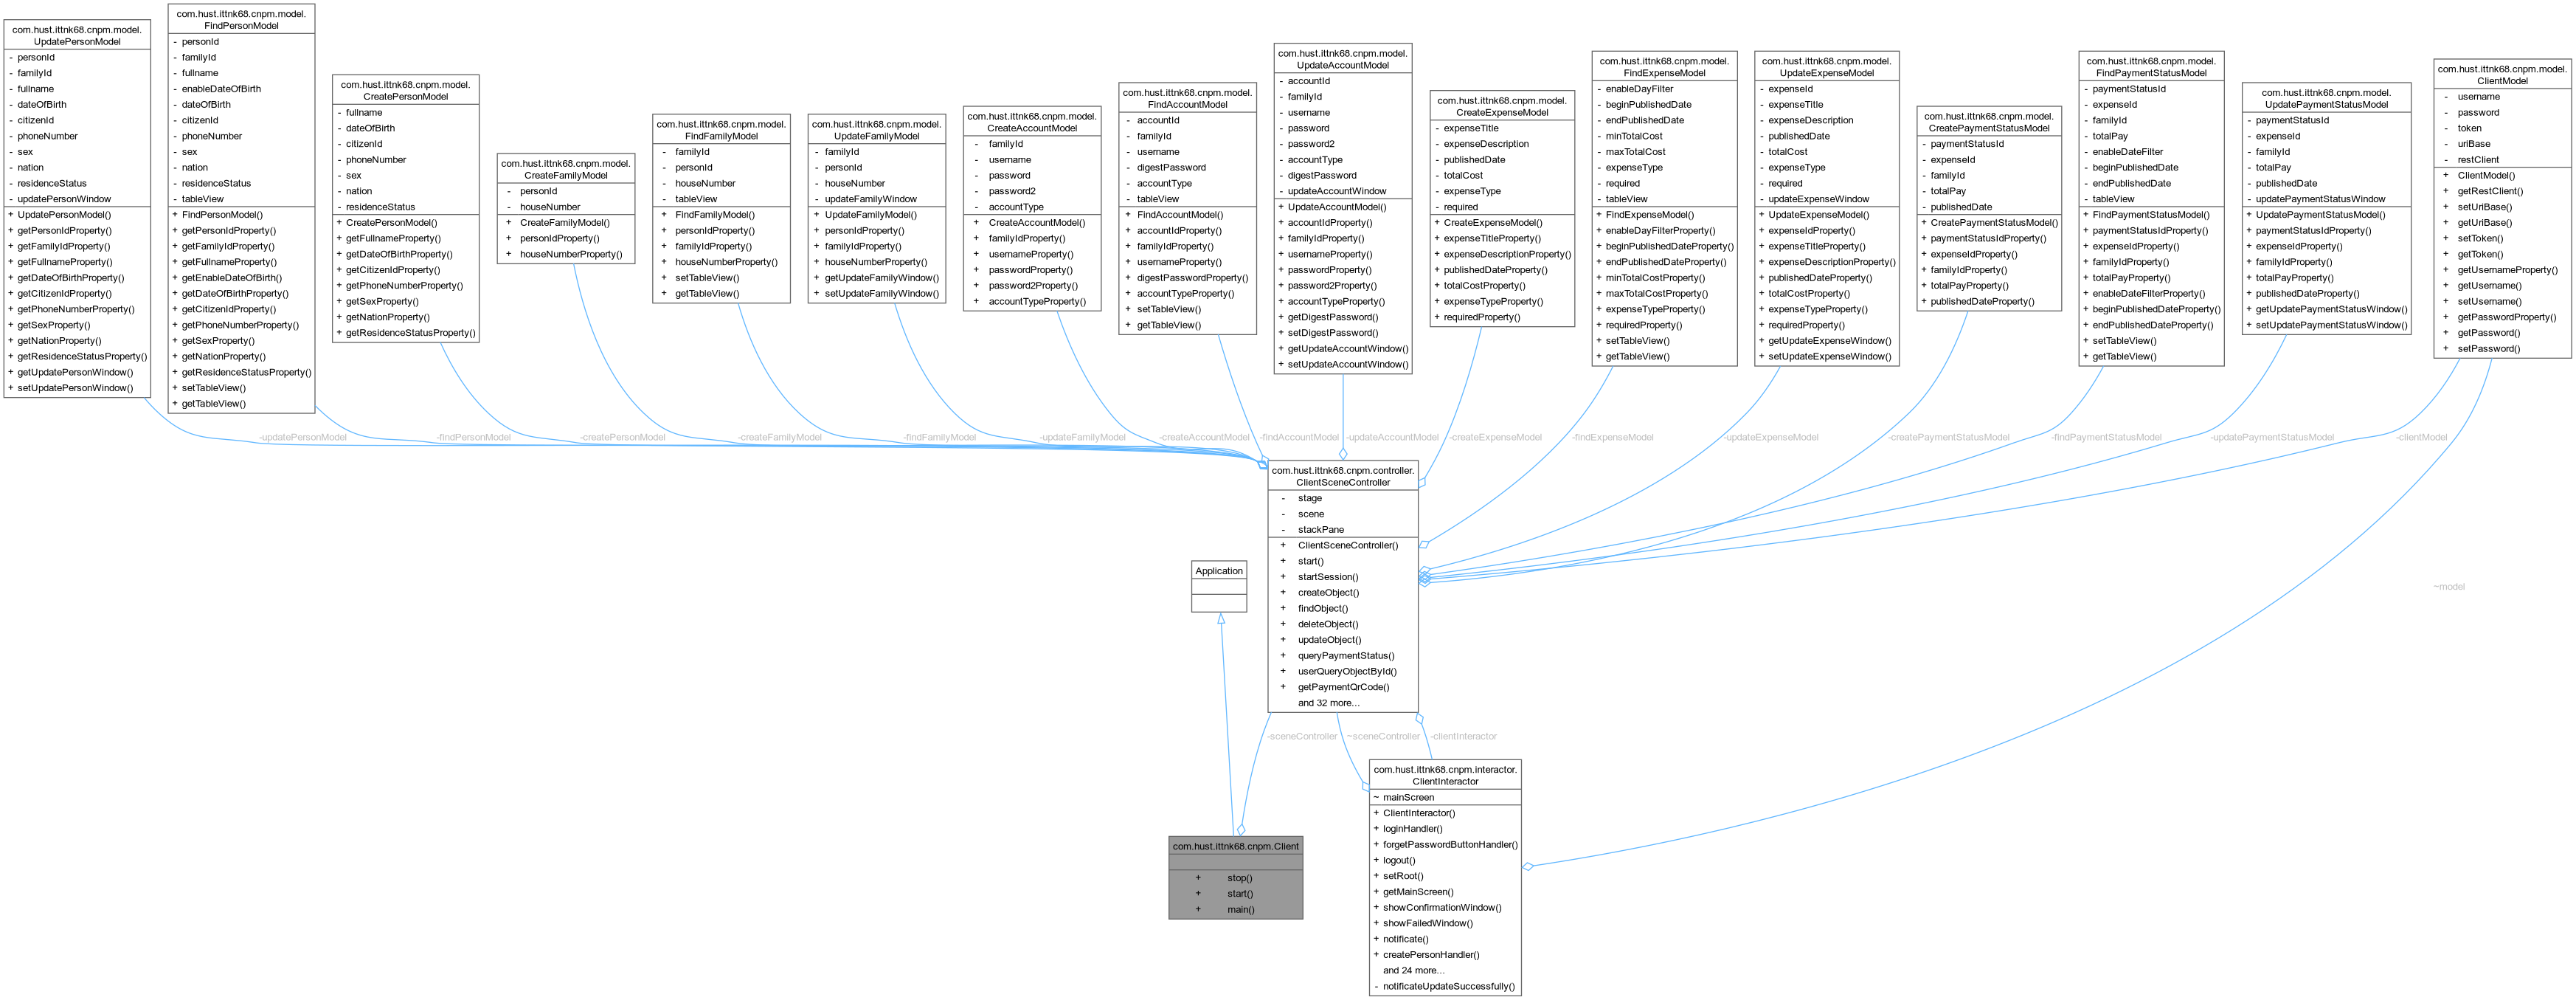 com.hust.ittnk68.cnpm.model.
UpdatePersonModel
- personId
- familyId
- fullname
- dateOfBirth
- citizenId
- phoneNumber
- sex
- nation
- residenceStatus
- updatePersonWindow
+ UpdatePersonModel()
+ getPersonIdProperty()
+ getFamilyIdProperty()
+ getFullnameProperty()
+ getDateOfBirthProperty()
+ getCitizenIdProperty()
+ getPhoneNumberProperty()
+ getSexProperty()
+ getNationProperty()
+ getResidenceStatusProperty()
+ getUpdatePersonWindow()
+ setUpdatePersonWindow()
com.hust.ittnk68.cnpm.model.
FindPersonModel
- personId
- familyId
- fullname
- enableDateOfBirth
- dateOfBirth
- citizenId
- phoneNumber
- sex
- nation
- residenceStatus
- tableView
+ FindPersonModel()
+ getPersonIdProperty()
+ getFamilyIdProperty()
+ getFullnameProperty()
+ getEnableDateOfBirth()
+ getDateOfBirthProperty()
+ getCitizenIdProperty()
+ getPhoneNumberProperty()
+ getSexProperty()
+ getNationProperty()
+ getResidenceStatusProperty()
+ setTableView()
+ getTableView()
com.hust.ittnk68.cnpm.model.
CreatePersonModel
- fullname
- dateOfBirth
- citizenId
- phoneNumber
- sex
- nation
- residenceStatus
+ CreatePersonModel()
+ getFullnameProperty()
+ getDateOfBirthProperty()
+ getCitizenIdProperty()
+ getPhoneNumberProperty()
+ getSexProperty()
+ getNationProperty()
+ getResidenceStatusProperty()
com.hust.ittnk68.cnpm.model.
CreateFamilyModel
- personId
- houseNumber
+ CreateFamilyModel()
+ personIdProperty()
+ houseNumberProperty()
com.hust.ittnk68.cnpm.model.
FindFamilyModel
- familyId
- personId
- houseNumber
- tableView
+ FindFamilyModel()
+ personIdProperty()
+ familyIdProperty()
+ houseNumberProperty()
+ setTableView()
+ getTableView()
com.hust.ittnk68.cnpm.model.
UpdateFamilyModel
- familyId
- personId
- houseNumber
- updateFamilyWindow
+ UpdateFamilyModel()
+ personIdProperty()
+ familyIdProperty()
+ houseNumberProperty()
+ getUpdateFamilyWindow()
+ setUpdateFamilyWindow()
com.hust.ittnk68.cnpm.model.
CreateAccountModel
- familyId
- username
- password
- password2
- accountType
+ CreateAccountModel()
+ familyIdProperty()
+ usernameProperty()
+ passwordProperty()
+ password2Property()
+ accountTypeProperty()
com.hust.ittnk68.cnpm.model.
FindAccountModel
- accountId
- familyId
- username
- digestPassword
- accountType
- tableView
+ FindAccountModel()
+ accountIdProperty()
+ familyIdProperty()
+ usernameProperty()
+ digestPasswordProperty()
+ accountTypeProperty()
+ setTableView()
+ getTableView()
com.hust.ittnk68.cnpm.model.
UpdateAccountModel
- accountId
- familyId
- username
- password
- password2
- accountType
- digestPassword
- updateAccountWindow
+ UpdateAccountModel()
+ accountIdProperty()
+ familyIdProperty()
+ usernameProperty()
+ passwordProperty()
+ password2Property()
+ accountTypeProperty()
+ getDigestPassword()
+ setDigestPassword()
+ getUpdateAccountWindow()
+ setUpdateAccountWindow()
com.hust.ittnk68.cnpm.model.
CreateExpenseModel
- expenseTitle
- expenseDescription
- publishedDate
- totalCost
- expenseType
- required
+ CreateExpenseModel()
+ expenseTitleProperty()
+ expenseDescriptionProperty()
+ publishedDateProperty()
+ totalCostProperty()
+ expenseTypeProperty()
+ requiredProperty()
com.hust.ittnk68.cnpm.model.
FindExpenseModel
- enableDayFilter
- beginPublishedDate
- endPublishedDate
- minTotalCost
- maxTotalCost
- expenseType
- required
- tableView
+ FindExpenseModel()
+ enableDayFilterProperty()
+ beginPublishedDateProperty()
+ endPublishedDateProperty()
+ minTotalCostProperty()
+ maxTotalCostProperty()
+ expenseTypeProperty()
+ requiredProperty()
+ setTableView()
+ getTableView()
com.hust.ittnk68.cnpm.model.
UpdateExpenseModel
- expenseId
- expenseTitle
- expenseDescription
- publishedDate
- totalCost
- expenseType
- required
- updateExpenseWindow
+ UpdateExpenseModel()
+ expenseIdProperty()
+ expenseTitleProperty()
+ expenseDescriptionProperty()
+ publishedDateProperty()
+ totalCostProperty()
+ expenseTypeProperty()
+ requiredProperty()
+ getUpdateExpenseWindow()
+ setUpdateExpenseWindow()
com.hust.ittnk68.cnpm.model.
CreatePaymentStatusModel
- paymentStatusId
- expenseId
- familyId
- totalPay
- publishedDate
+ CreatePaymentStatusModel()
+ paymentStatusIdProperty()
+ expenseIdProperty()
+ familyIdProperty()
+ totalPayProperty()
+ publishedDateProperty()
com.hust.ittnk68.cnpm.model.
FindPaymentStatusModel
- paymentStatusId
- expenseId
- familyId
- totalPay
- enableDateFilter
- beginPublishedDate
- endPublishedDate
- tableView
+ FindPaymentStatusModel()
+ paymentStatusIdProperty()
+ expenseIdProperty()
+ familyIdProperty()
+ totalPayProperty()
+ enableDateFilterProperty()
+ beginPublishedDateProperty()
+ endPublishedDateProperty()
+ setTableView()
+ getTableView()
com.hust.ittnk68.cnpm.model.
UpdatePaymentStatusModel
- paymentStatusId
- expenseId
- familyId
- totalPay
- publishedDate
- updatePaymentStatusWindow
+ UpdatePaymentStatusModel()
+ paymentStatusIdProperty()
+ expenseIdProperty()
+ familyIdProperty()
+ totalPayProperty()
+ publishedDateProperty()
+ getUpdatePaymentStatusWindow()
+ setUpdatePaymentStatusWindow()
com.hust.ittnk68.cnpm.model.
ClientModel
- username
- password
- token
- uriBase
- restClient
+ ClientModel()
+ getRestClient()
+ setUriBase()
+ getUriBase()
+ setToken()
+ getToken()
+ getUsernameProperty()
+ getUsername()
+ setUsername()
+ getPasswordProperty()
+ getPassword()
+ setPassword()
-updatePersonModel
-findPersonModel
-createPersonModel
-createFamilyModel
-findFamilyModel
-updateFamilyModel
-createAccountModel
-findAccountModel
-updateAccountModel
-createExpenseModel
-findExpenseModel
-updateExpenseModel
-createPaymentStatusModel
-findPaymentStatusModel
-updatePaymentStatusModel
-clientModel
com.hust.ittnk68.cnpm.controller.
ClientSceneController
- stage
- scene
- stackPane
+ ClientSceneController()
+ start()
+ startSession()
+ createObject()
+ findObject()
+ deleteObject()
+ updateObject()
+ queryPaymentStatus()
+ userQueryObjectById()
+ getPaymentQrCode()
and 32 more...
Application
~model
-sceneController
~sceneController
-clientInteractor
com.hust.ittnk68.cnpm.interactor.
ClientInteractor
~ mainScreen
+ ClientInteractor()
+ loginHandler()
+ forgetPasswordButtonHandler()
+ logout()
+ setRoot()
+ getMainScreen()
+ showConfirmationWindow()
+ showFailedWindow()
+ notificate()
+ createPersonHandler()
and 24 more...
- notificateUpdateSuccessfully()
com.hust.ittnk68.cnpm.Client
+ stop()
+ start()
+ main()